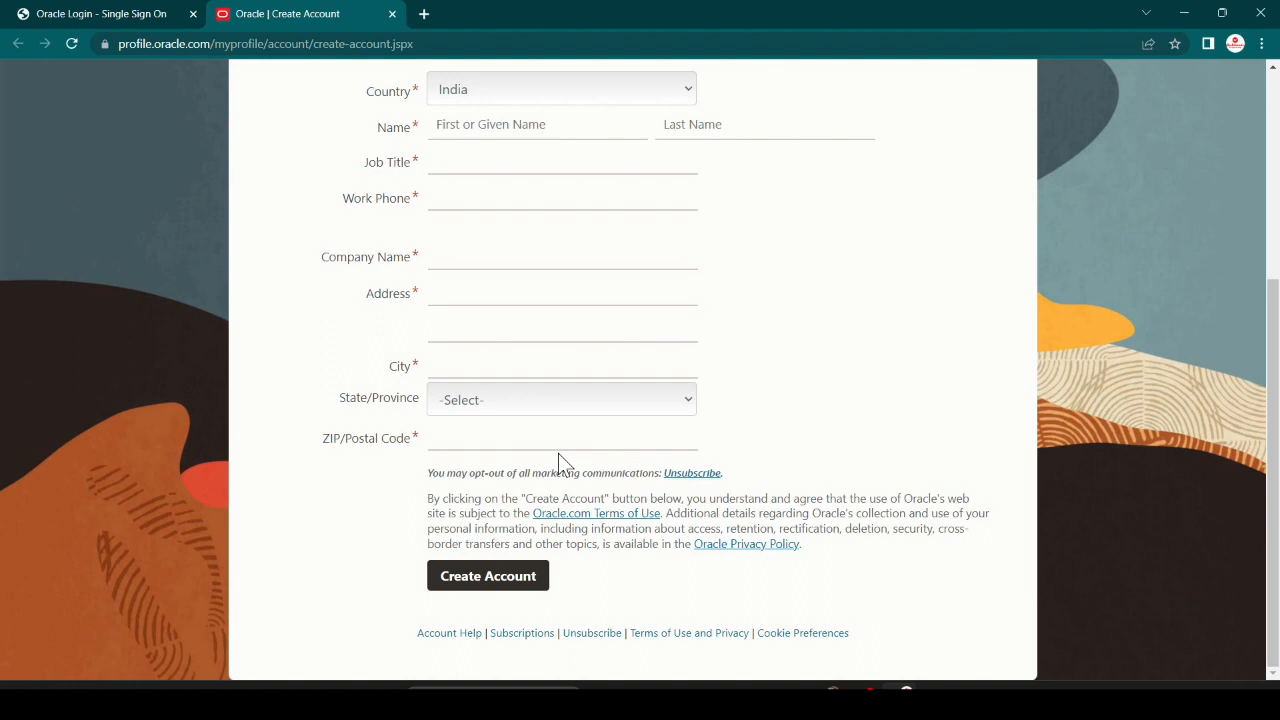 Oracle Login - Single Sign On
Oracle | Create Account
profile.oracle.com/myprofile/account/create-account.jspx
Country* India
Name* First or Given Name Last Name
Job Title*
Work Phone*
Company Name*
Address*
City*
State/Province -Select-
ZIP/Postal Code*
You may opt-out of all marketing communications: Unsubscribe.
By clicking on the "Create Account" button below, you understand and agree that the use of Oracle's web
site is subject to the Oracle.com Terms of Use. Additional details regarding Oracle's collection and use of your
personal information, including information about access, retention, rectification, deletion, security, cross-
border transfers and other topics, is available in the Oracle Privacy Policy.
Create Account
Account Help | Subscriptions | Unsubscribe | Terms of Use and Privacy | Cookie Preferences